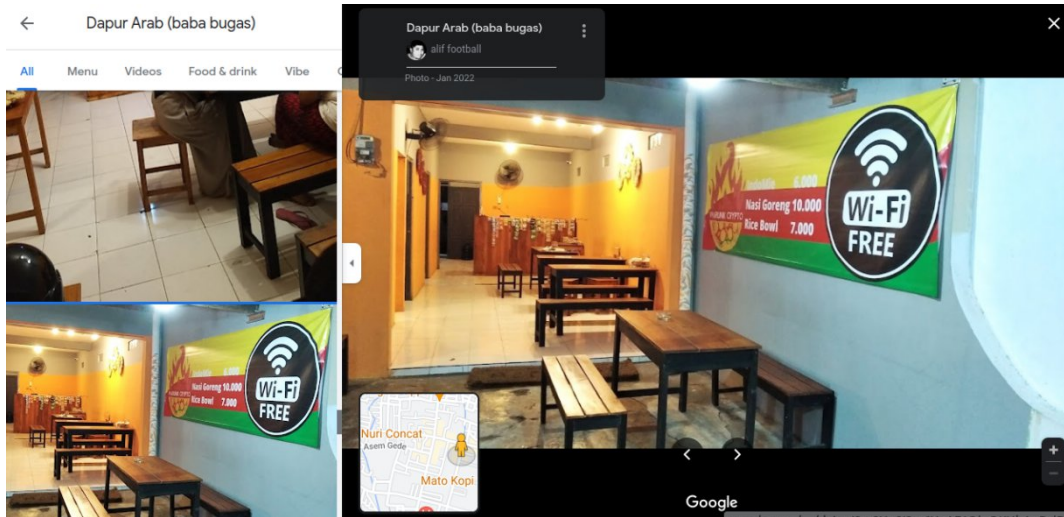 Dapur Arab (baba bugas)
All Menu Videos Food & drink Vibe
Nasi Goreng 10.000
Rice Bowl 7.000
Wi-Fi
FREE
Dapur Arab (baba bugas)
alif football
Photo - Jan 2022
6.000
Nasi Goreng 10.000
Rice Bowl 7.000
Wi-Fi
FREE
Nuri Concat
Asem Gede
Mato Kopi
Google